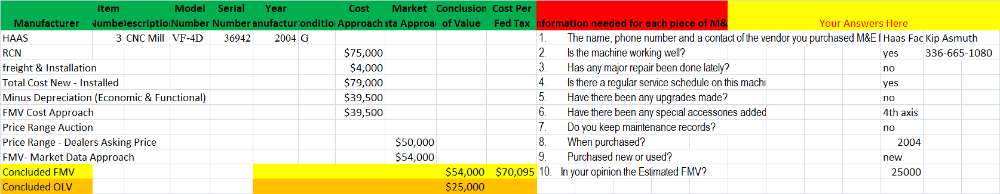 Item Model Serial Year Cost Market Conclusion Cost Per
Manufacturer Number Number Approach of Value Fed Tax nformation needed for each piece of M& Your Answers Here
HAAS 3 CNC Mill VF-4D 36942 2004 G 1. The name, phone number and a contact of the vendor you purchased M&E f Haas Fac Kip Asmuth
RCN $75,000 2. Is the machine working well? yes 336-665-1080
freight & Installation $4,000 3. Has any major repair been done lately? no
Total Cost New - Installed $79,000 4. Is there a regular service schedule on this machi yes
Minus Depreciation (Economic & Functional) $39,500 5. Have there been any upgrades made? no
FMV Cost Approach $39,500 6. Have there been any special accessories added 4th axis
Price Range Auction 7. Do you keep maintenance records? no
Price Range - Dealers Asking Price $50,000 8. When purchased? 2004
FMV- Market Data Approach $54,000 9. Purchased new or used? new
Concluded FMV $54,000 $70,095 10. In your opinion the Estimated FMV? 25000
Concluded OLV $25,000